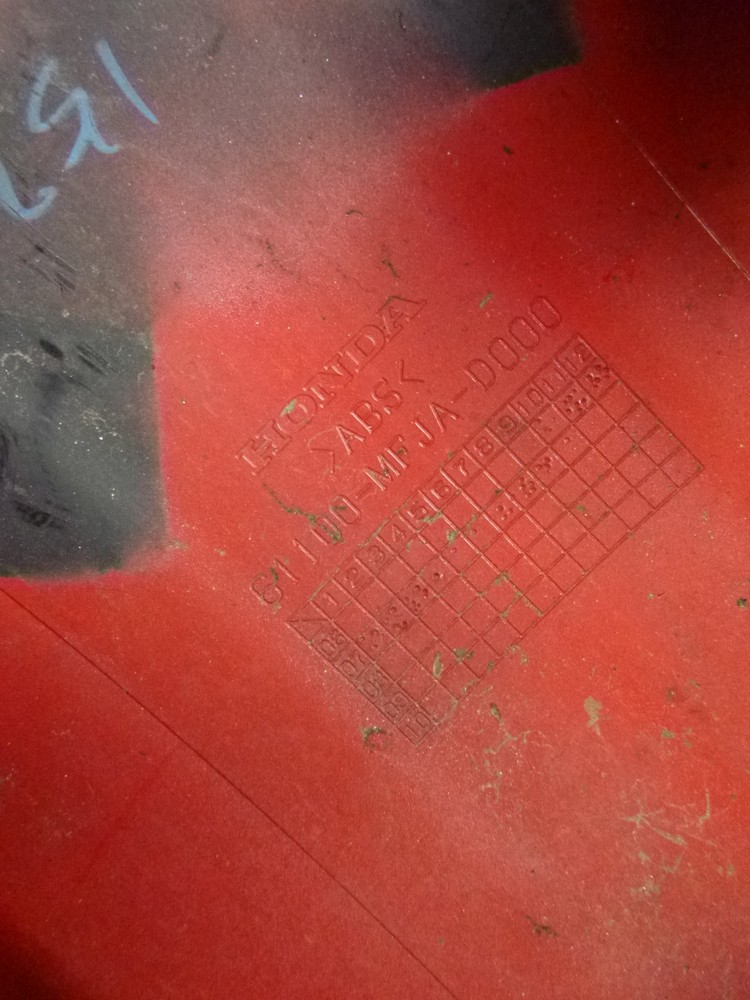 HONDA
>ABS<
61100-MFJA-D000
1 2 3 4 5 6 7 8 9 10 11 12